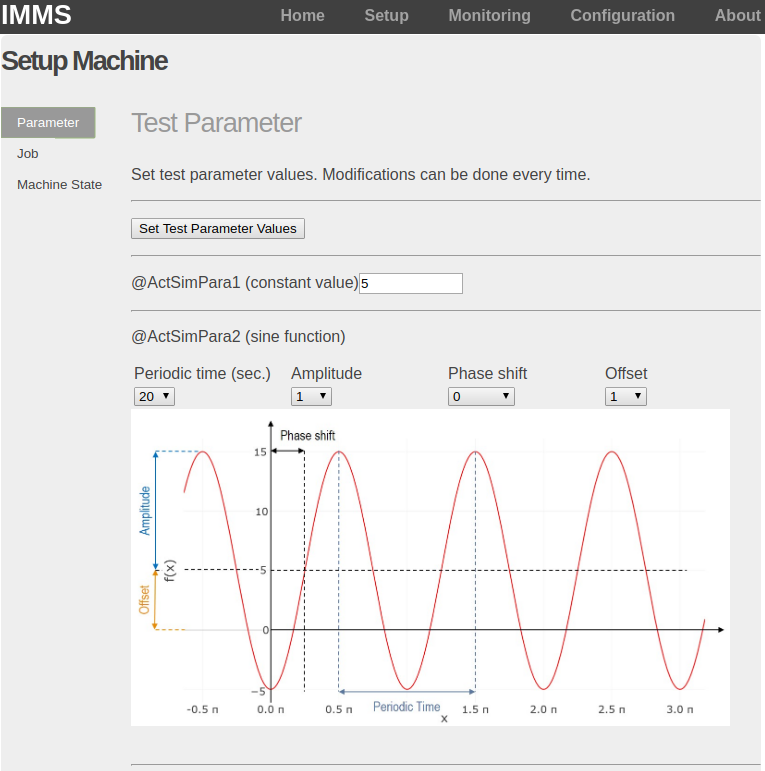 IMMS
Home Setup Monitoring Configuration About
Setup Machine
Parameter
Job
Machine State
Test Parameter
Set test parameter values. Modifications can be done every time.
Set Test Parameter Values
@ActSimPara1 (constant value) 5
@ActSimPara2 (sine function)
Periodic time (sec.) Amplitude Phase shift Offset
20 1 0 1
Phase shift
15
10
5
0
-5
Amplitude
f(x)
Offset
Periodic Time
-0.5 п 0.0 п 0.5 п 1.5 п 2.0 п 2.5 п 3.0 п
x